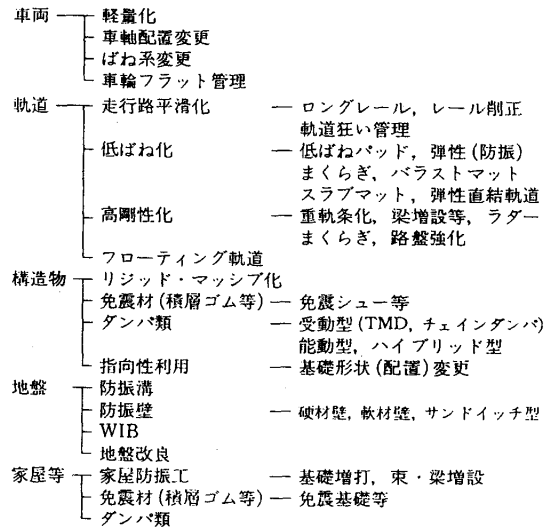 車両 軽量化
車軸配置変更
ばね系変更
車輪フラット管理
軌道 走行路平滑化 ロングレール,レール削正
軌道狂い管理
低ばね化 低ばねパッド,弾性(防振)
まくらぎ,バラストマット
スラブマット,弾性直結軌道
高剛性化 重軌条化,梁増設等,ラダー
まくらぎ,路盤強化
フローティング軌道
構造物 リジッド・マッシブ化
免震材(積層ゴム等) 免震シュー等
ダンパ類 受動型(TMD,チェインダンパ)
能動型,ハイブリッド型
指向性利用 基礎形状(配置)変更
地盤 防振溝
防振壁 硬材壁,軟材壁,サンドイッチ型
WIB
地盤改良
家屋等 家屋防振工 基礎増打,束・梁増設
免震材(積層ゴム等) 免震基礎等
ダンパ類